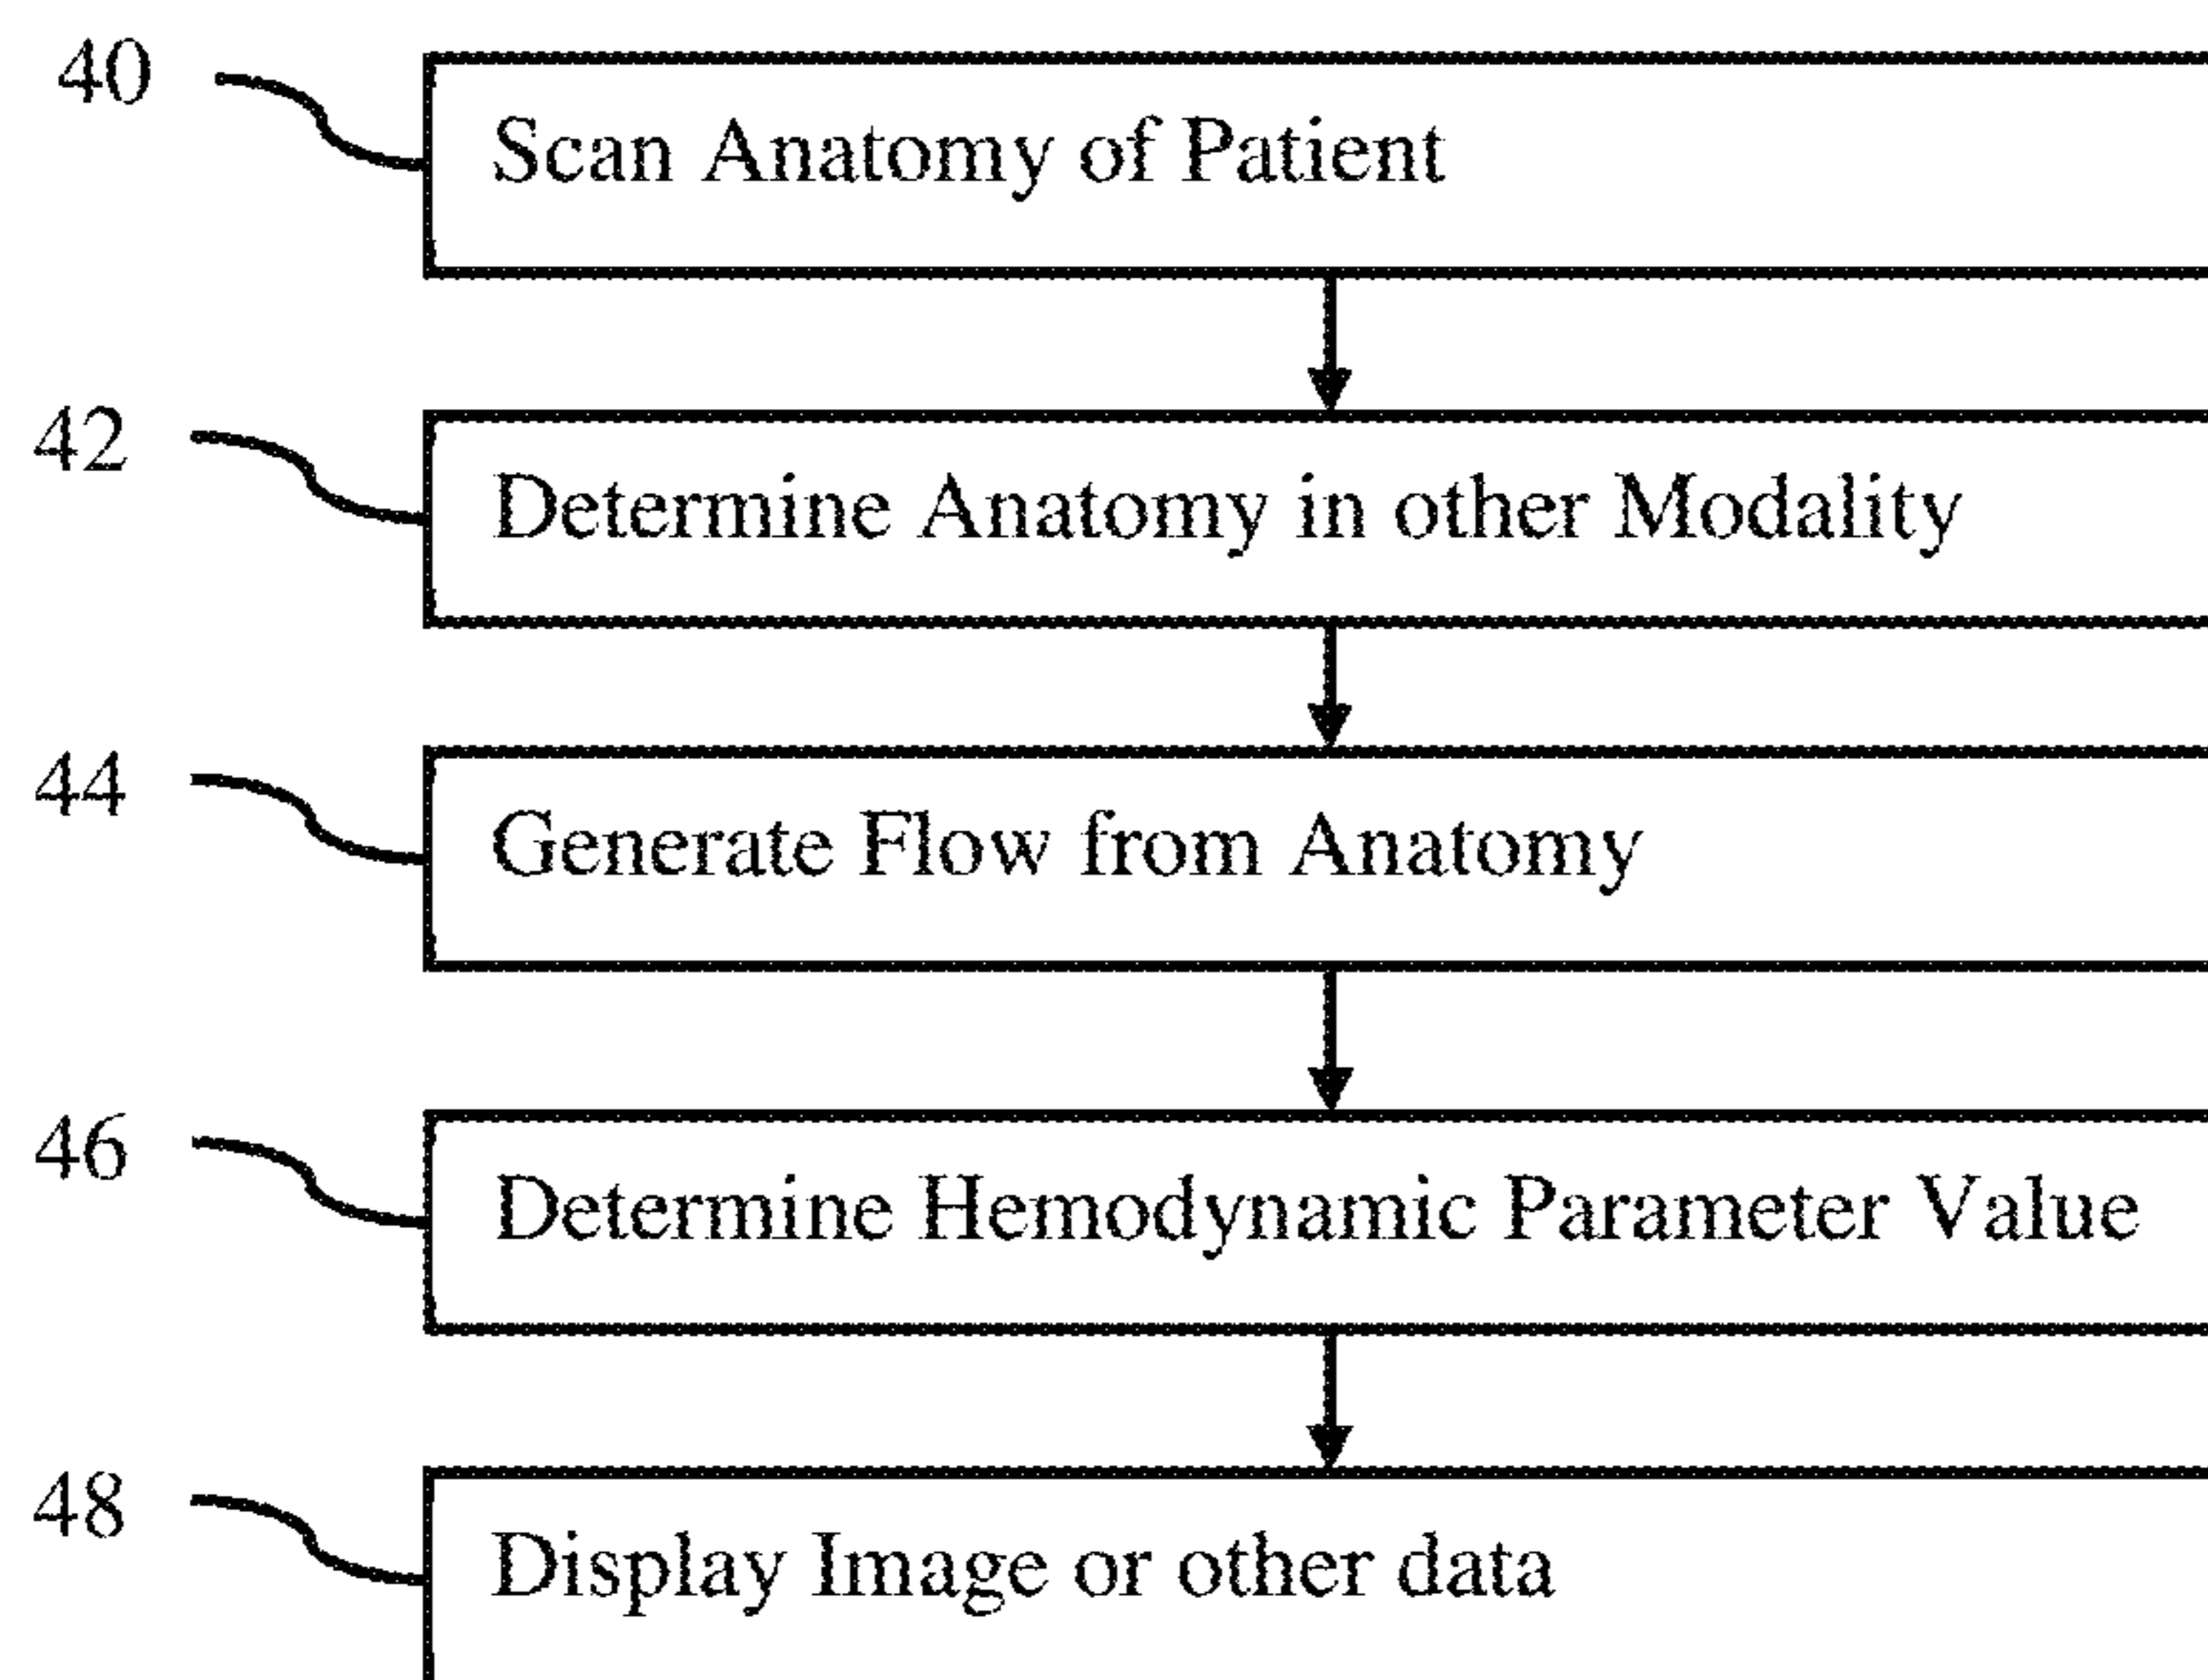 40
Scan Anatomy of Patient
42
Determine Anatomy in other Modality
44
Generate Flow from Anatomy
46
Determine Hemodynamic Parameter Value
48
Display Image or other data